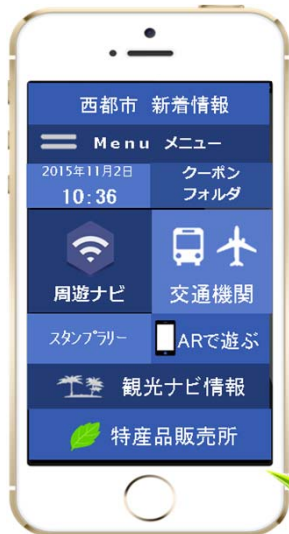 西都市 新着情報
Menu メニュー
2015年11月2日
10:36
クーポン
フォルダ
周遊ナビ
交通機関
スタンプラリー
ARで遊ぶ
観光ナビ情報
特産品販売所